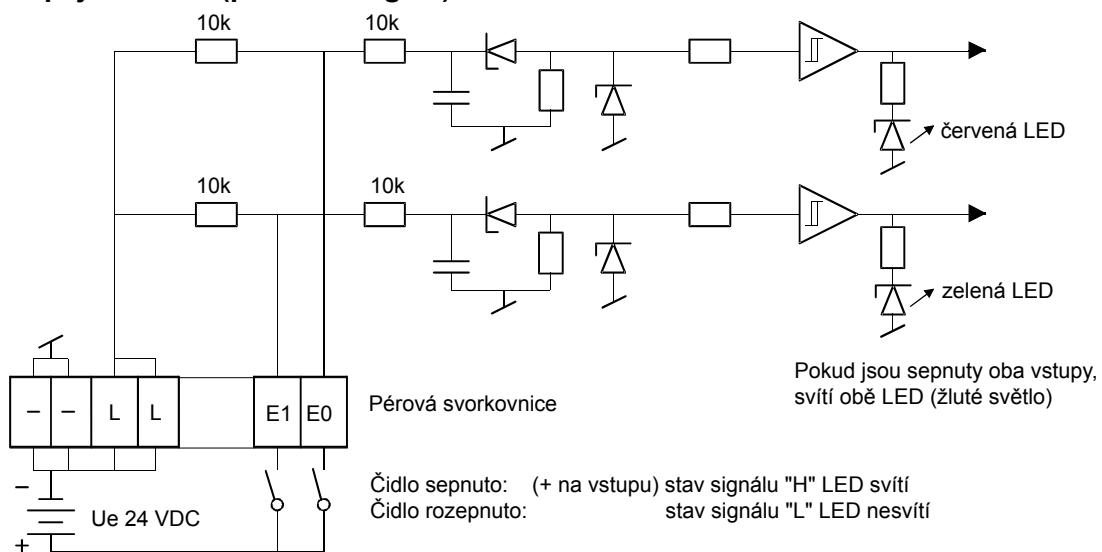 10k
10k
červená LED
10k
10k
zelená LED
Pokud jsou sepnuty oba vstupy,
svítí obě LED (žluté světlo)
– – L L E1 E0
Pérová svorkovnice
Čidlo sepnuto: (+ na vstupu) stav signálu "H" LED svítí
Čidlo rozepnuto: stav signálu "L" LED nesvítí
–
Ue 24 VDC
+